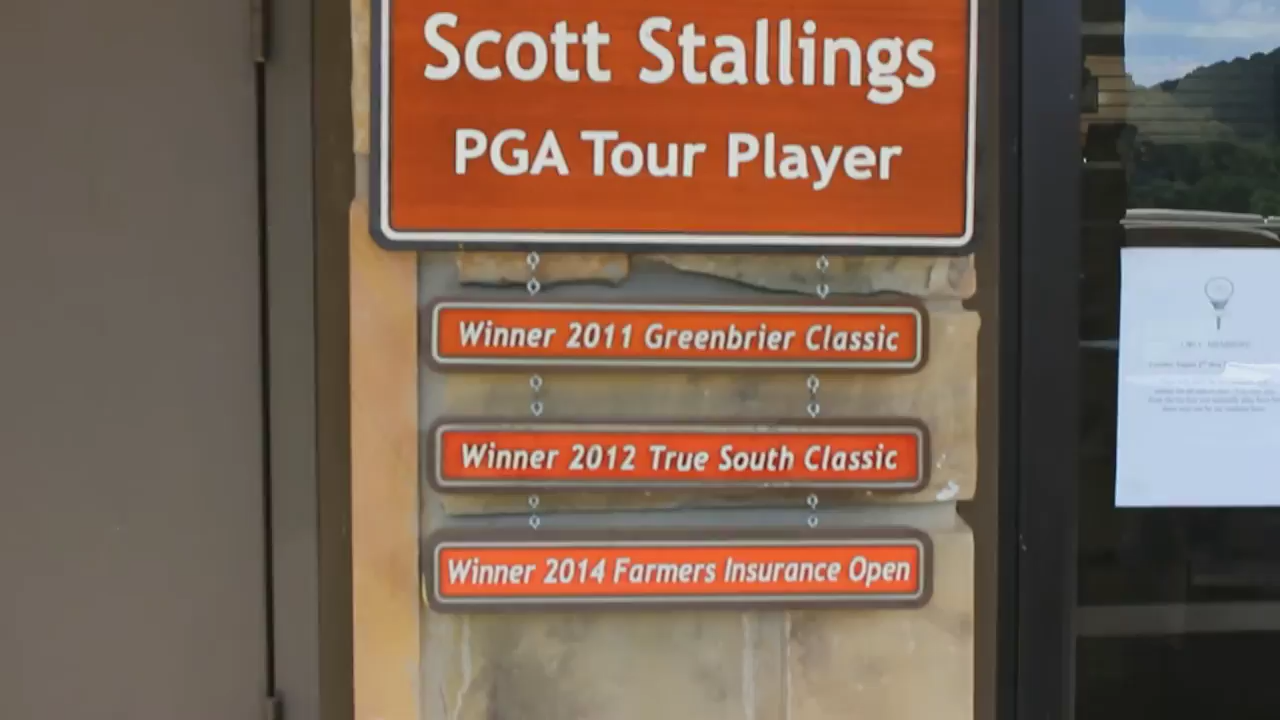 Scott Stallings
PGA Tour Player
Winner 2011 Greenbrier Classic
Winner 2012 True South Classic
Winner 2014 Farmers Insurance Open